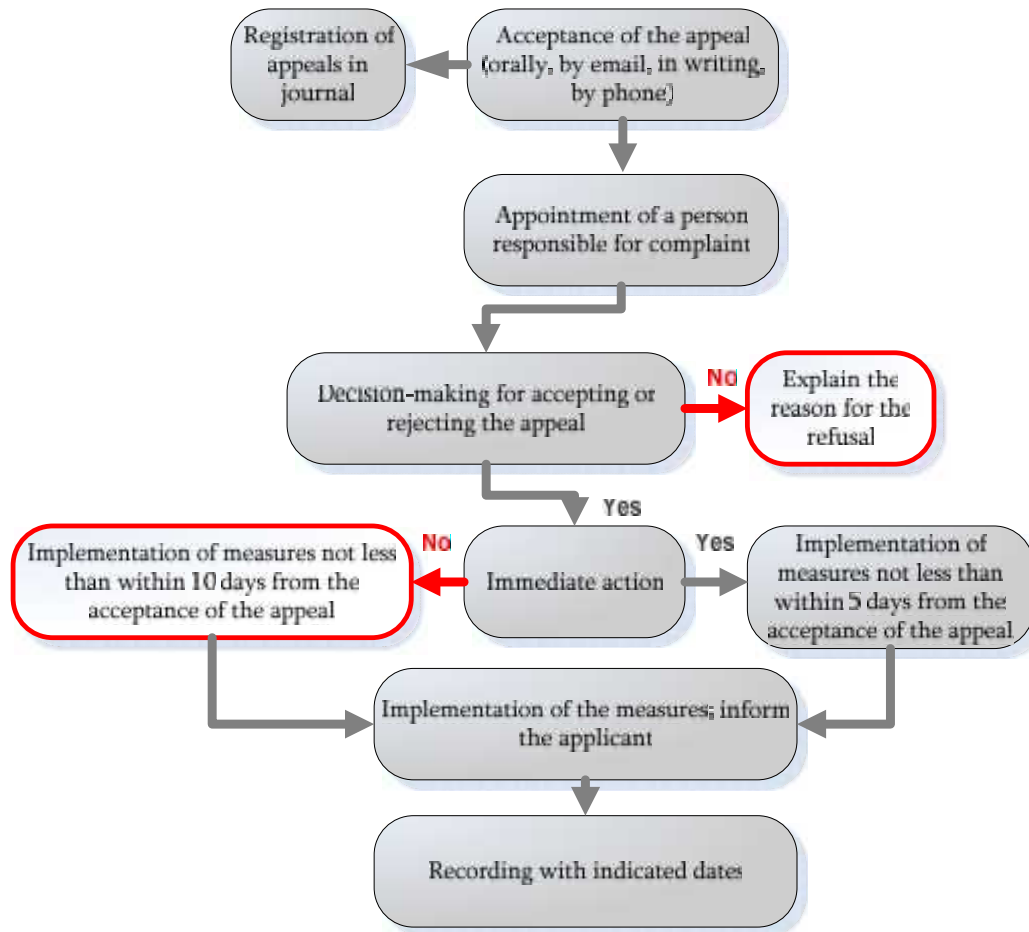 Registration of
appeals in
journal
Acceptance of the appeal
(orally, by email, in writing,
by phone)
Appointment of a person
responsible for complaint
Decision-making for accepting or
rejecting the appeal
No
Explain the
reason for the
refusal
Yes
Implementation of measures not less
than within 10 days from the
acceptance of the appeal
No
Immediate action
Yes
Implementation of
measures not less than
within 5 days from the
acceptance of the appeal
Implementation of the measures; inform
the applicant
Recording with indicated dates